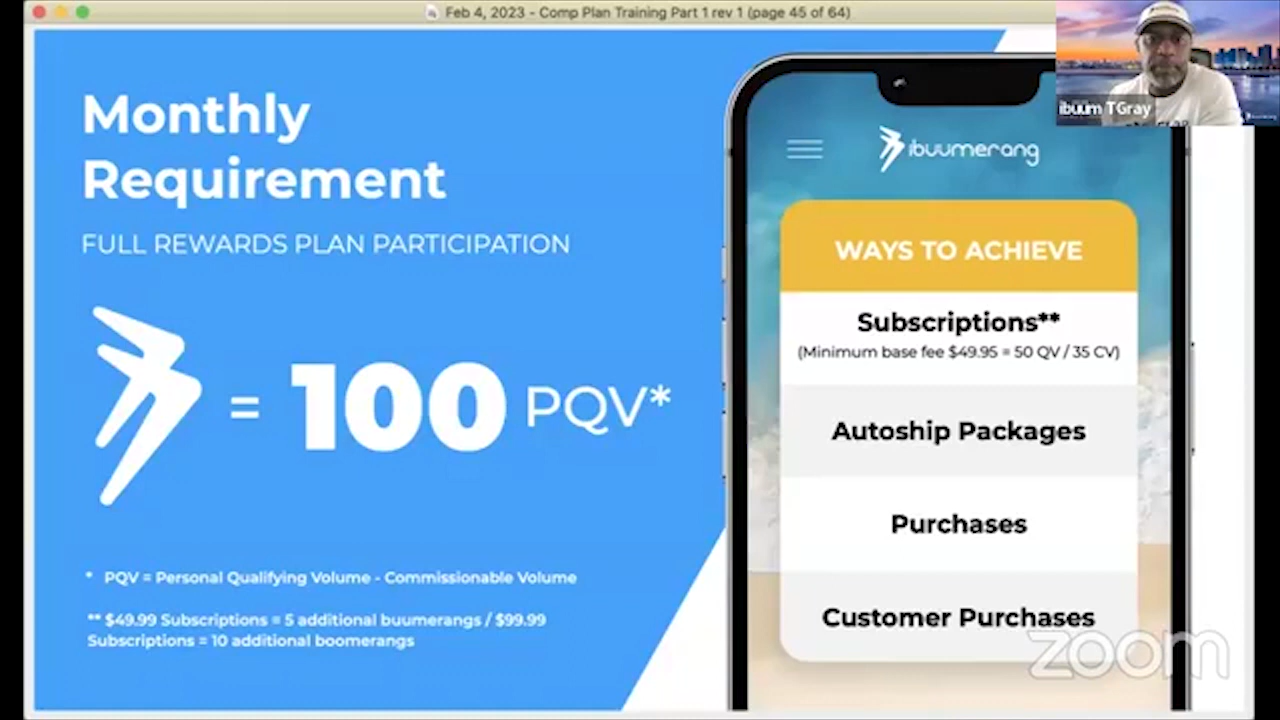 Feb 4, 2023 - Comp Plan Training Part 1 rev 1 (page 45 of 64)
ibuum TGray
Monthly
Requirement
FULL REWARDS PLAN PARTICIPATION
= 100 PQV*
* PQV = Personal Qualifying Volume - Commissionable Volume
** $49.99 Subscriptions = 5 additional buumerangs / $99.99
Subscriptions = 10 additional boomerangs
ibuumerang
WAYS TO ACHIEVE
Subscriptions**
(Minimum base fee $49.95 = 50 QV / 35 CV)
Autoship Packages
Purchases
Customer Purchases
zoom